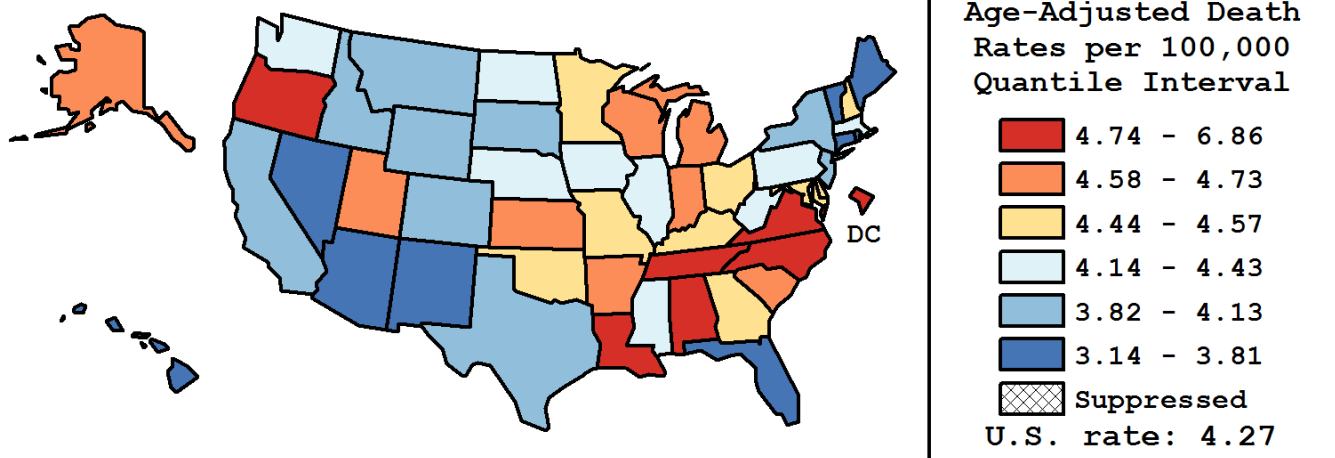 Age-Adjusted Death
Rates per 100,000
Quantile Interval
4.74 - 6.86
4.58 - 4.73
4.44 - 4.57
4.14 - 4.43
3.82 - 4.13
3.14 - 3.81
Suppressed
U.S. rate: 4.27
DC